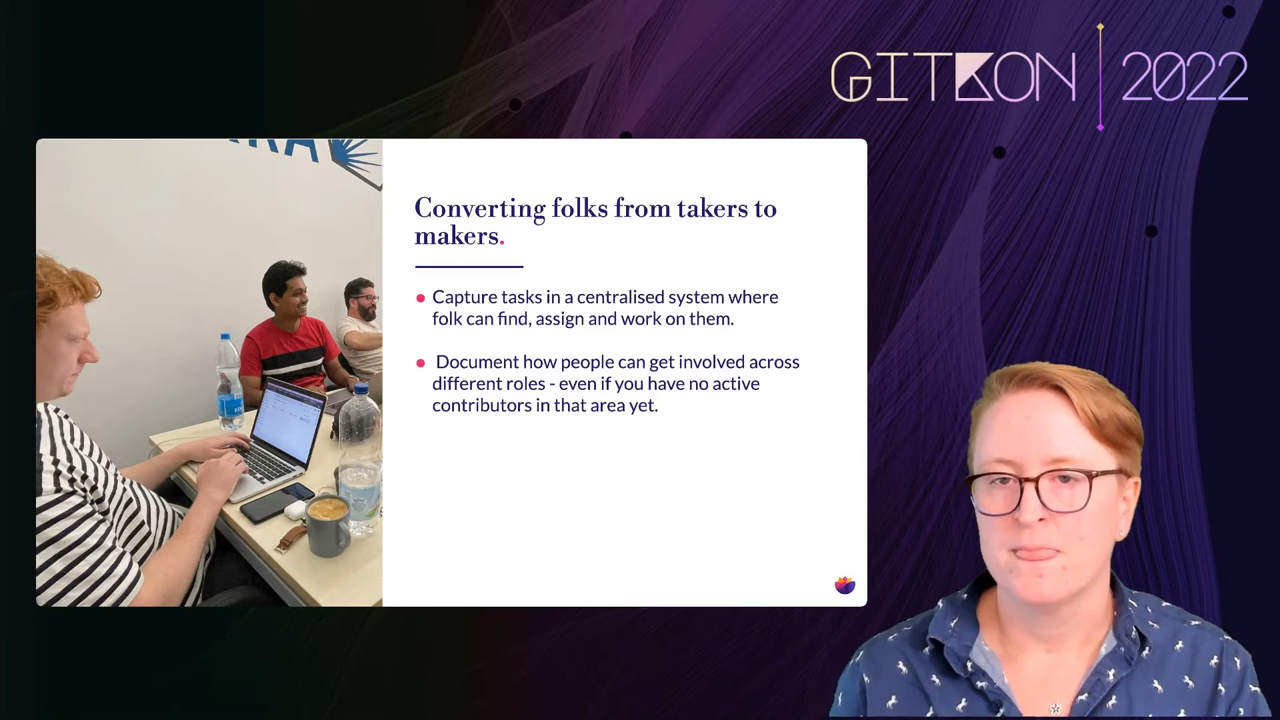 GITKON 2022
Converting folks from takers to
makers.
Capture tasks in a centralised system where
folk can find, assign and work on them.
Document how people can get involved across
different roles - even if you have no active
contributors in that area yet.